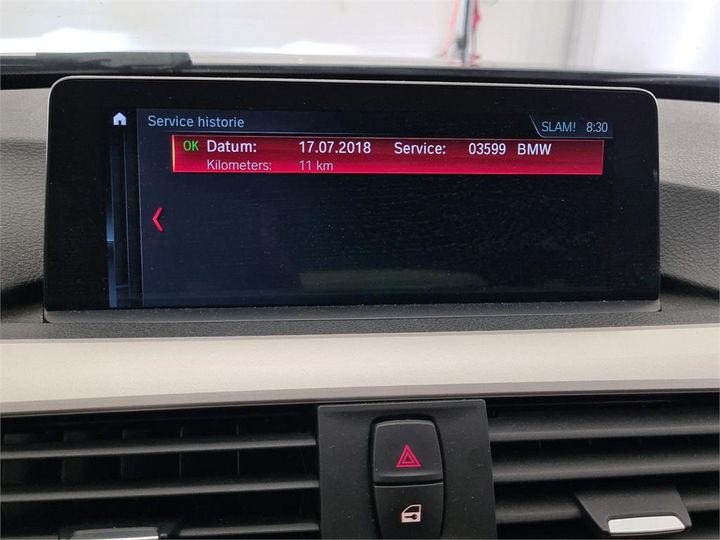 Service historie
SLAM! 8:30
OK Datum: 17.07.2018 Service: 03599 BMW
Kilometers: 11 km